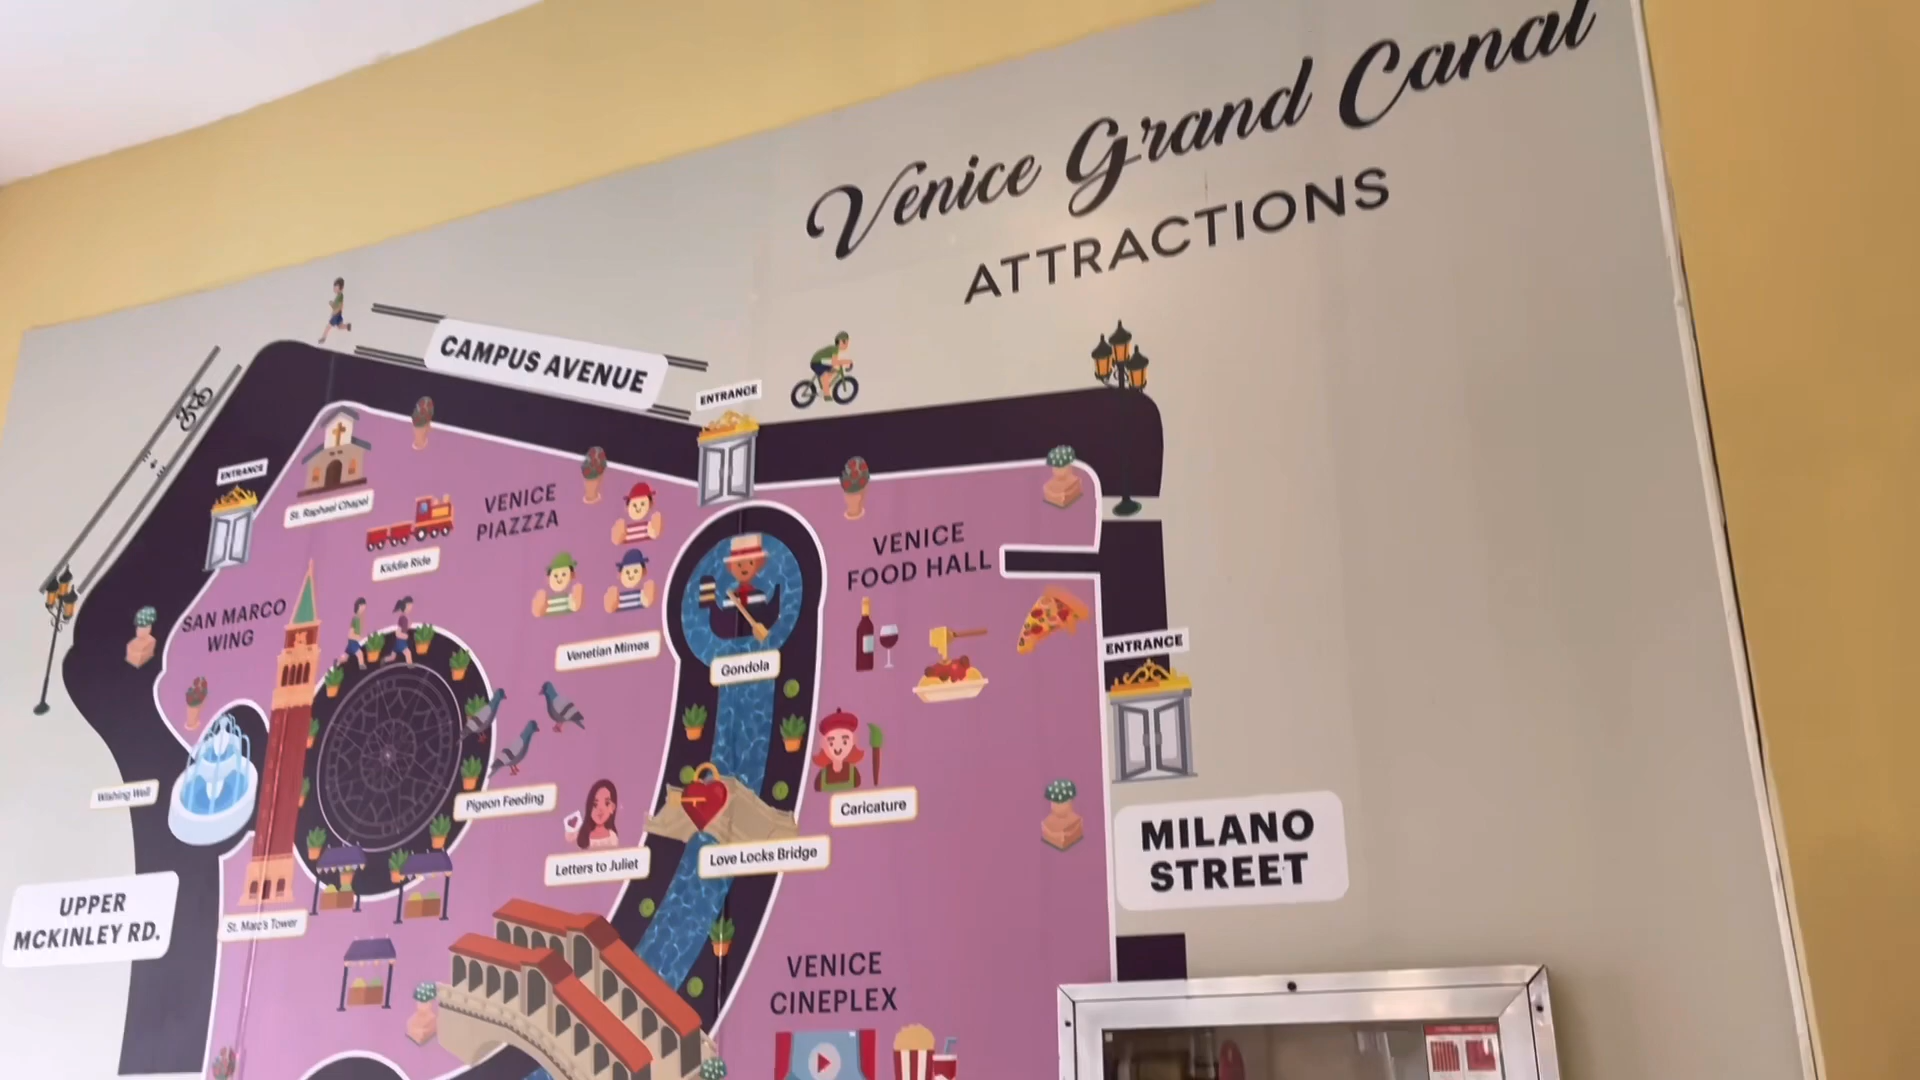 Venice Grand Canal
ATTRACTIONS
CAMPUS AVENUE
ENTRANCE
ENTRANCE
St. Raphael Chapel
VENICE
PIAZZZA
Kiddie Ride
VENICE
FOOD HALL
SAN MARCO
WING
Venetian Mimes
Gondola
ENTRANCE
Wishing Well
Pigeon Feeding
Caricature
MILANO
STREET
Letters to Juliet
Love Locks Bridge
UPPER
MCKINLEY RD.
St. Marc's Tower
VENICE
CINEPLEX